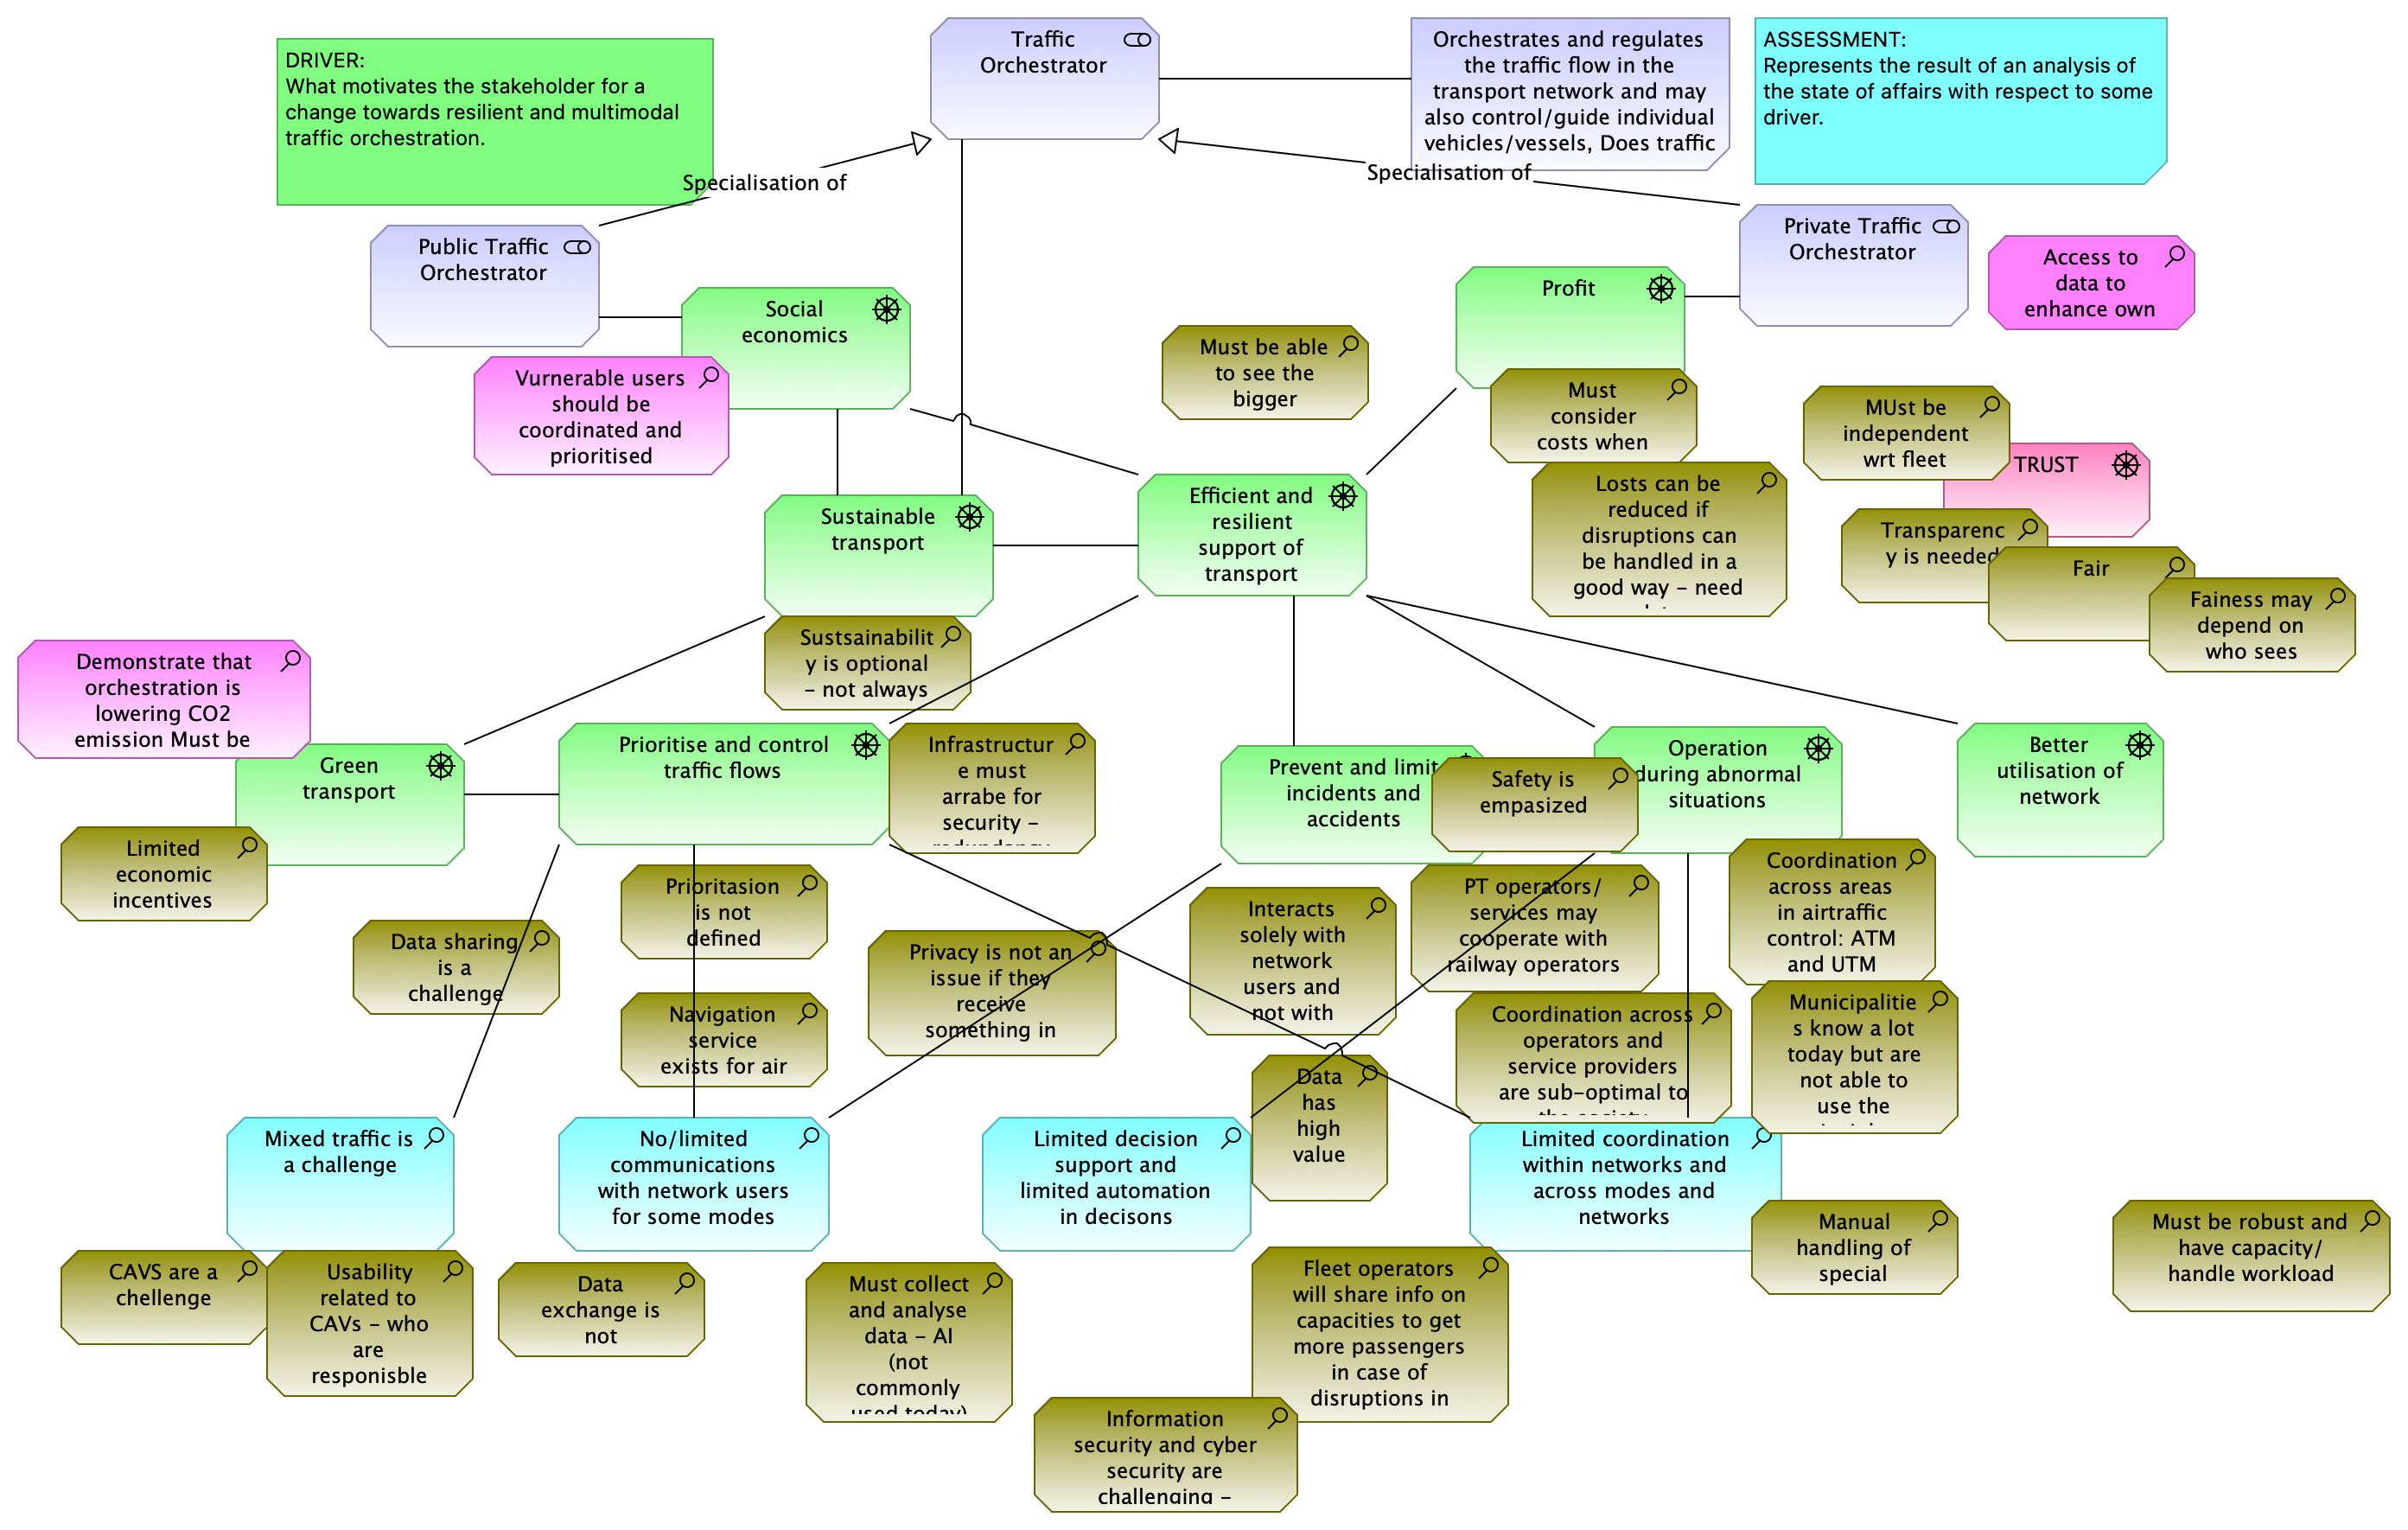 DRIVER:
What motivates the stakeholder for a
change towards resilient and multimodal
traffic orchestration.
Traffic
Orchestrator
Orchestrates and regulates
the traffic flow in the
transport network and may
also control/guide individual
vehicles/vessels, Does traffic
ASSESSMENT:
Represents the result of an analysis of
the state of affairs with respect to some
driver.
Specialisation of
Specialisation of
Public Traffic
Orchestrator
Private Traffic
Orchestrator
Access to
data to
enhance own
Social
economics
Profit
Vurnerable users
should be
coordinated and
prioritised
Must be able
to see the
bigger
Must
consider
costs when
MUst be
independent
wrt fleet
TRUST
Losts can be
reduced if
disruptions can
be handled in a
good way – need
Transparenc
y is needed
Fair
Fainess may
depend on
who sees
Sustainable
transport
Efficient and
resilient
support of
transport
Sustsainabilit
y is optional
– not always
Demonstrate that
orchestration is
lowering CO2
emission Must be
Green
transport
Prioritise and control
traffic flows
Infrastructur
e must
arrabe for
security –
redundancy
Prevent and limit
incidents and
accidents
Safety is
empasized
Operation
during abnormal
situations
Better
utilisation of
network
Limited
economic
incentives
Data sharing
is a
challenge
Prioritasion
is not
defined
Navigation
service
exists for air
Privacy is not an
issue if they
receive
something in
Interacts
solely with
network
users and
not with
PT operators/
services may
cooperate with
railway operators
Coordination
across areas
in airtraffic
control: ATM
and UTM
Coordination across
operators and
service providers
are sub-optimal to
the society
Municipalitie
s know a lot
today but are
not able to
use the
Data
has
high
value
Mixed traffic is
a challenge
No/limited
communications
with network users
for some modes
Limited decision
support and
limited automation
in decisons
Limited coordination
within networks and
across modes and
networks
Manual
handling of
special
Must be robust and
have capacity/
handle workload
CAVS are a
chellenge
Usability
related to
CAVs – who
are
responisble
Data
exchange is
not
Must collect
and analyse
data – AI
(not
commonly
used today)
Fleet operators
will share info on
capacities to get
more passengers
in case of
disruptions in
Information
security and cyber
security are
challenging –